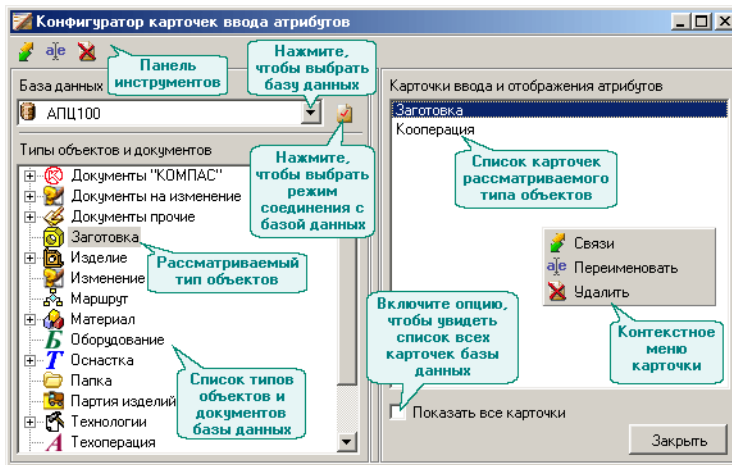 Конфигуратор карточек ввода атрибутов
Панель
инструментов
Нажмите,
чтобы выбрать
базу данных
База данных
АПЦ100
Нажмите,
чтобы выбрать
режим
соединения с
базой данных
Типы объектов и документов
Документы "КОМПАС"
Документы на изменение
Документы прочие
Заготовка
Изделие
Изменение
Маршрут
Материал
Оборудование
Оснастка
Папка
Партия изделий
Технологии
Техоперация
Рассматриваемый
тип объектов
Список типов
объектов и
документов
базы данных
Карточки ввода и отображения атрибутов
Заготовка
Кооперация
Список карточек
рассматриваемого
типа объектов
Связи
Переименовать
Удалить
Включите опцию,
чтобы увидеть
список всех
карточек базы
данных
Контекстное
меню
карточки
Показать все карточки
Закрыть